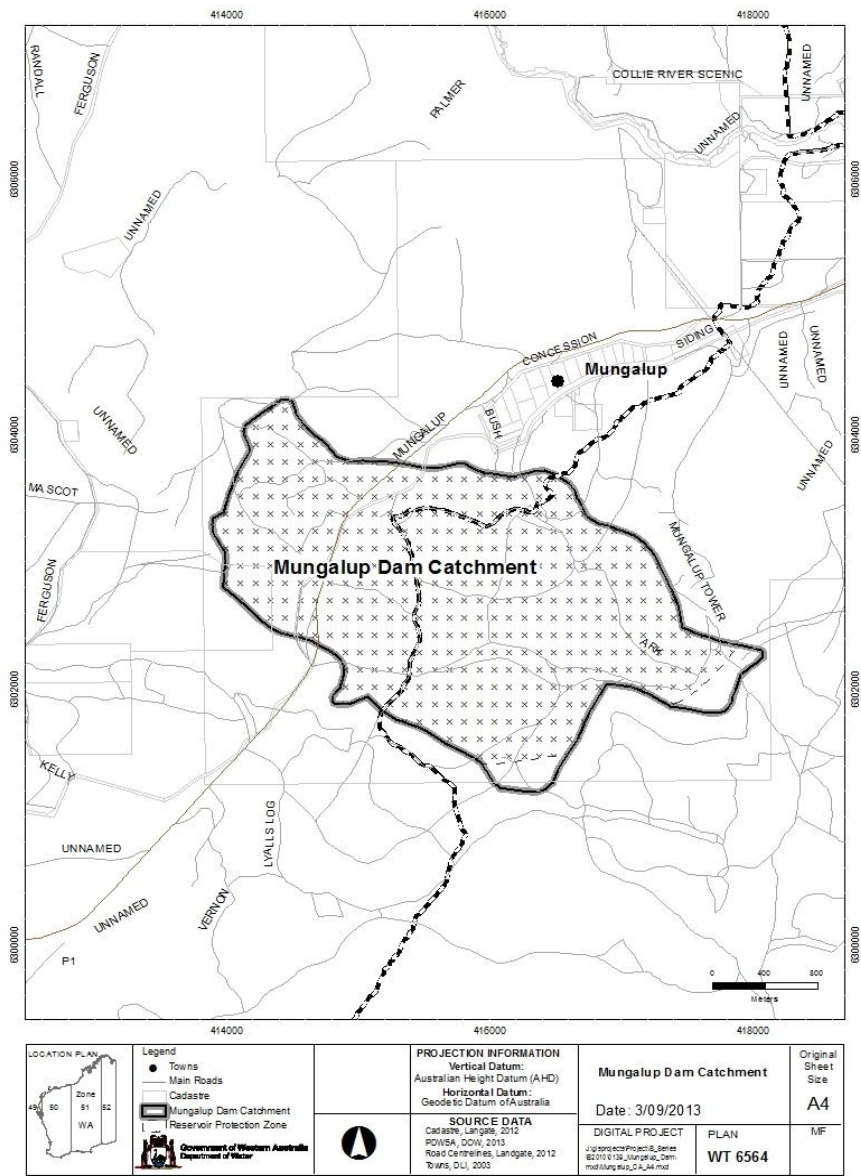 414000
416000
418000
RANDALL
FERGUSON
PALMER
COLLIE RIVER SCENIC
UNNAMED
UNNAMED
6306000
6306000
UNNAMED
CONCESSION
SIDING
UNNAMED
UNNAMED
Mungalup
BUSH
MUNGALUP
UNNAMED
6304000
6304000
UNNAMED
MASCOT
FERGUSON
Mungalup Dam Catchment
MUNGALUP TOWER
ARK
6302000
6302000
KELLY
LYALLS LOG
UNNAMED
VERNON
UNNAMED
P1
6300000
6300000
0 400 800
Meters
414000
416000
418000
LOCATION PLAN
Zone
49 50 51 52
WA
Legend
Towns
Main Roads
Cadastre
Mungalup Dam Catchment
Reservoir Protection Zone
Government of Western Australia
Department of Water
PROJECTION INFORMATION
Vertical Datum:
Australian Height Datum (AHD)
Horizontal Datum:
Geodetic Datum of Australia
SOURCE DATA
Cadastre, Langate, 2012
PDWSA, DOW, 2013
Road Centrelines, Landgate, 2012
Towns, DLI, 2003
Mungalup Dam Catchment
Date: 3/09/2013
DIGITAL PROJECT
PLAN
WT 6564
Original
Sheet
Size
A4
MF